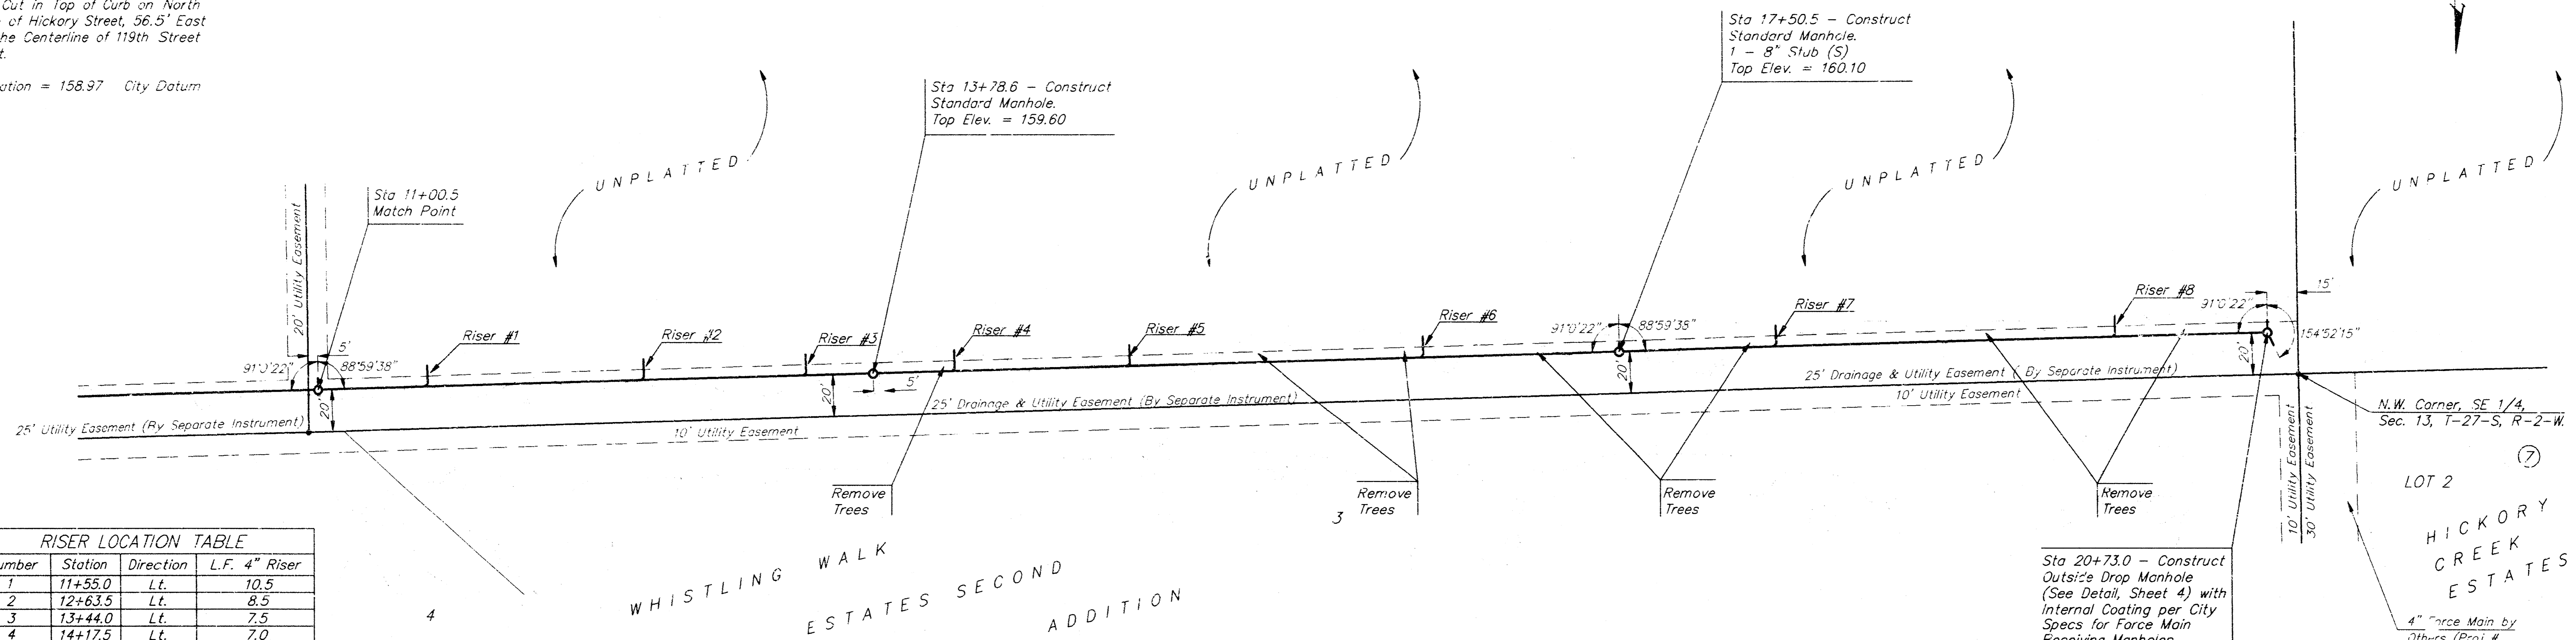 Cut in Top of Curb on North
of Hickory Street, 56.5' East
the Centerline of 119th Street
= 158.97 City Datum
Sta 11+00.5
Match Point
Sta 13+78.6 - Construct
Standard Manhole.
Top Elev. = 159.60
Sta 17+50.5 - Construct
Standard Manhole.
1 - 8" Stub (S)
Top Elev. = 160.10
UNPLATTED
UNPLATTED
UNPLATTED
UNPLATTED
20' Utility Easement
Riser #1
Riser #2
Riser #3
Riser #4
Riser #5
Riser #6
Riser #7
Riser #8
91°0'22"
5'
88°59'38"
20'
20'
5'
91°0'22"
88°59'38"
20'
91°0'22"
15'
154°52'15"
20'
25' Utility Easement (By Separate Instrument)
10' Utility Easement
25' Drainage & Utility Easement (By Separate Instrument)
25' Drainage & Utility Easement ( By Separate Instrument)
10' Utility Easement
10' Utility Easement
30' Utility Easement
N.W. Corner, SE 1/4,
Sec. 13, T-27-S, R-2-W.
7
LOT 2
HICKORY
CREEK
ESTATES
4" Force Main by
Others (Proj #
Remove
Trees
Remove
Trees
Remove
Trees
Remove
Trees
3
4
WHISTLING WALK
ESTATES SECOND
ADDITION
Sta 20+73.0 - Construct
Outside Drop Manhole
(See Detail, Sheet 4) with
Internal Coating per City
Specs for Force Main
Receiving Manholes
RISER LOCATION TABLE
Station Direction L.F. 4" Riser
1 11+55.0 Lt. 10.5
2 12+63.5 Lt. 8.5
3 13+44.0 Lt. 7.5
4 14+17.5 Lt. 7.0